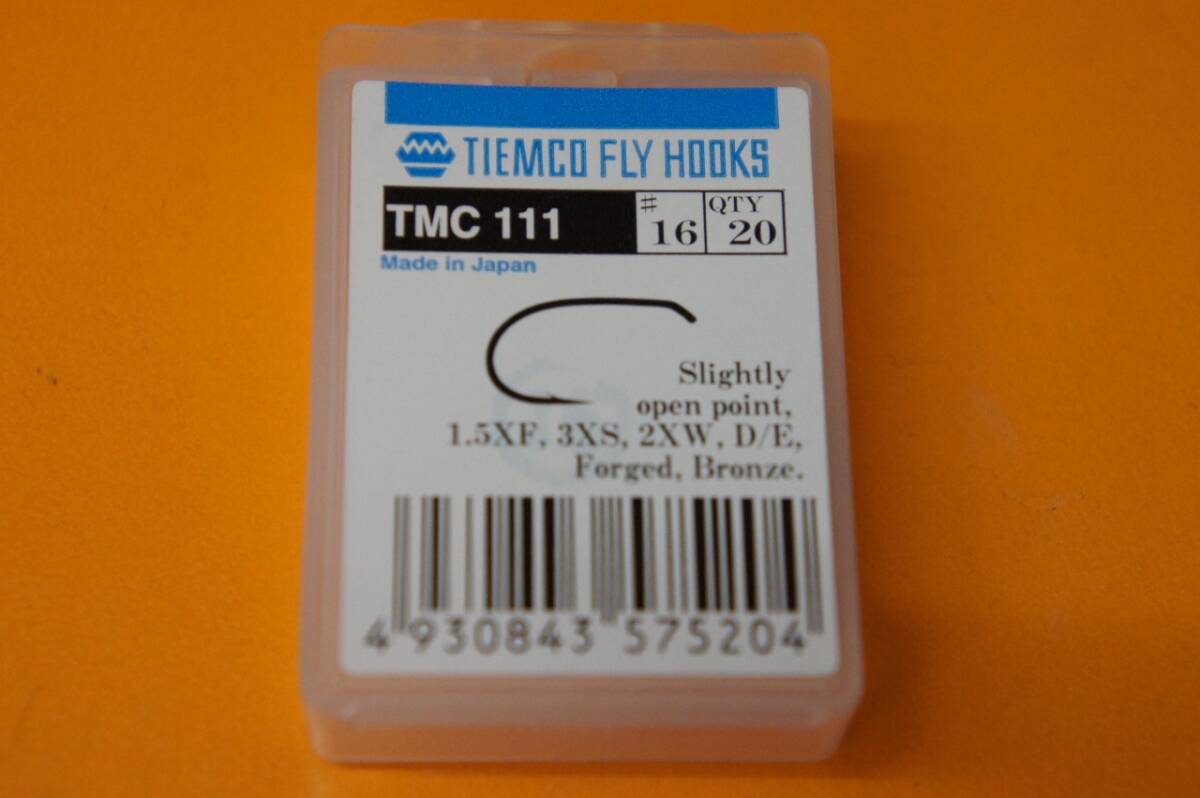 TIEMCO FLY HOOKS
TMC 111 # 16 QTY 20
Made in Japan
Slightly
open point,
1.5XF, 3XS, 2XW, D/E,
Forged, Bronze.
4 930843 575204